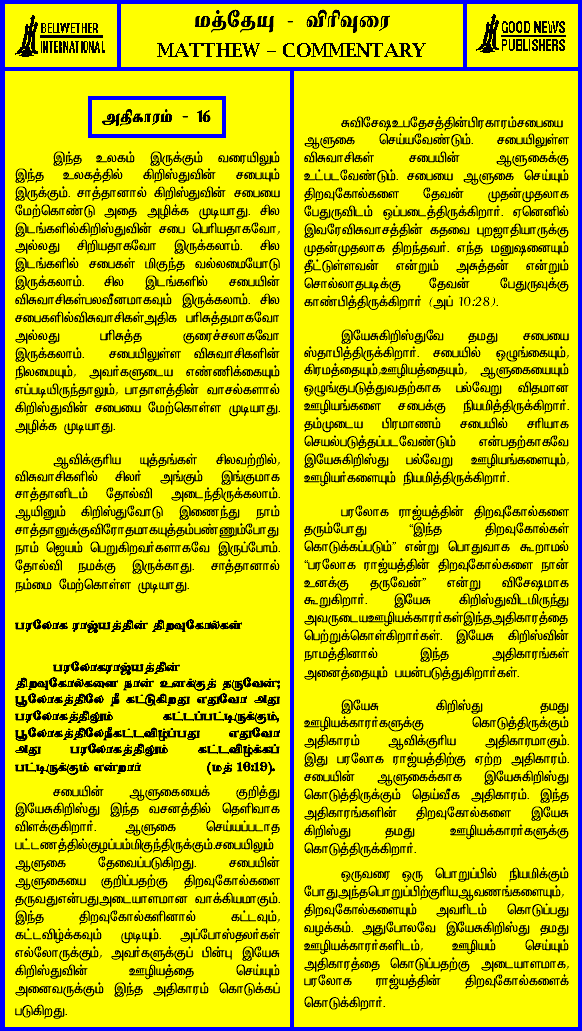 BELLWETHER
INTERNATIONAL
மத்தேயு - விரிவுரை
MATTHEW – COMMENTARY
GOOD NEWS
PUBLISHERS
அதிகாரம் - 16
இந்த உலகம் இருக்கும் வரையிலும்
இந்த உலகத்தில் கிறிஸ்துவின் சபையும்
இருக்கும். சாத்தானால் கிறிஸ்துவின் சபையை
மேற்கொண்டு அதை அழிக்க முடியாது. சில
இடங்களில்கிறிஸ்துவின் சபை பெரியதாகவோ,
அல்லது சிறியதாகவோ இருக்கலாம். சில
இடங்களில் சபைகள் மிகுந்த வல்லமையோடு
இருக்கலாம். சில இடங்களில் சபையின்
விசுவாசிகள்பலவீனமாகவும் இருக்கலாம். சில
சபைகளில்விசுவாசிகள்அதிக பரிசுத்தமாகவோ
அல்லது பரிசுத்த குரைச்சலாகவோ
இருக்கலாம். சபையிலுள்ள விசுவாசிகளின்
நிலமையும், அவர்களுடைய எண்ணிக்கையும்
எப்படியிருந்தாலும், பாதாளத்தின் வாசல்களால்
கிறிஸ்துவின் சபையை மேற்கொள்ள முடியாது.
அழிக்க முடியாது.
ஆவிக்குரிய யுத்தங்கள் சிலவற்றில்,
விசுவாசிகளில் சிலர் அங்கும் இங்குமாக
சாத்தானிடம் தோல்வி அடைந்திருக்கலாம்.
ஆயினும் கிறிஸ்துவோடு இணைந்து நாம்
சாத்தானுக்குவிரோதமாகயுத்தம்பண்ணும்போது
நாம் ஜெயம் பெறுகிறவர்களாகவே இருப்போம்.
தோல்வி நமக்கு இருக்காது. சாத்தானால்
நம்மை மேற்கொள்ள முடியாது.
பரலோக ராஜ்யத்தின் திறவுகோல்கள்
பரலோகராஜ்யத்தின்
திறவுகோல்களை நான் உனக்குத் தருவேன்;
பூலோகத்திலே நீ கட்டுகிறது எதுவோ அது
பரலோகத்திலும் கட்டப்பட்டிருக்கும்,
பூலோகத்திலேநீகட்டவிழ்ப்பது எதுவோ
அது பரலோகத்திலும் கட்டவிழ்க்கப்
பட்டிருக்கும் என்றார் (மத் 16:19).
சபையின் ஆளுகையைக் குறித்து
இயேசுகிறிஸ்து இந்த வசனத்தில் தெளிவாக
விளக்குகிறார். ஆளுகை செய்யப்படாத
பட்டணத்தில்குழப்பம்மிகுந்திருக்கும்.சபையிலும்
ஆளுகை தேவைப்படுகிறது. சபையின்
ஆளுகையை குறிப்பதற்கு திறவுகோல்களை
தருவதுஎன்பதுஅடையாளமான வாக்கியமாகும்.
இந்த திறவுகோல்களினால் கட்டவும்,
கட்டவிழ்க்கவும் முடியும். அப்போஸ்தலர்கள்
எல்லோருக்கும், அவர்களுக்குப் பின்பு இயேசு
கிறிஸ்துவின் ஊழியத்தை செய்யும்
அனைவருக்கும் இந்த அதிகாரம் கொடுக்கப்
படுகிறது.
சுவிசேஷஉபதேசத்தின்பிரகாரம்சபையை
ஆளுகை செய்யவேண்டும். சபையிலுள்ள
விசுவாசிகள் சபையின் ஆளுகைக்கு
உட்படவேண்டும். சபையை ஆளுகை செய்யும்
திறவுகோல்களை தேவன் முதன்முதலாக
பேதுருவிடம் ஒப்படைத்திருக்கிறார். ஏனெனில்
இவரேவிசுவாசத்தின் கதவை புறஜாதியாருக்கு
முதன்முதலாக திறந்தவர். எந்த மனுஷனையும்
தீட்டுள்ளவன் என்றும் அசுத்தன் என்றும்
சொல்லாதபடிக்கு தேவன் பேதுருவுக்கு
காண்பித்திருக்கிறார் (அப் 10:28).
இயேசுகிறிஸ்துவே தமது சபையை
ஸ்தாபித்திருக்கிறார். சபையில் ஒழுங்கையும்,
கிரமத்தையும்,ஊழியத்தையும், ஆளுகையையும்
ஒழுங்குபடுத்துவதற்காக பல்வேறு விதமான
ஊழியங்களை சபைக்கு நியமித்திருக்கிறார்.
தம்முடைய பிரமாணம் சபையில் சரியாக
செயல்படுத்தப்படவேண்டும் என்பதற்காகவே
இயேசுகிறிஸ்து பல்வேறு ஊழியங்களையும்,
ஊழியர்களையும் நியமித்திருக்கிறார்.
பரலோக ராஜ்யத்தின் திறவுகோல்களை
தரும்போது “இந்த திறவுகோல்கள்
கொடுக்கப்படும்” என்று பொதுவாக கூறாமல்
“பரலோக ராஜ்யத்தின் திறவுகோல்களை நான்
உனக்கு தருவேன்” என்று விசேஷமாக
கூறுகிறார். இயேசு கிறிஸ்துவிடமிருந்து
அவருடையஊழியக்காரர்கள்இந்தஅதிகாரத்தை
பெற்றுக்கொள்கிறார்கள். இயேசு கிறிஸ்வின்
நாமத்தினால் இந்த அதிகாரங்கள்
அனைத்தையும் பயன்படுத்துகிறார்கள்.
இயேசு கிறிஸ்து தமது
ஊழியக்காரர்களுக்கு கொடுத்திருக்கும்
அதிகாரம் ஆவிக்குரிய அதிகாரமாகும்.
இது பரலோக ராஜ்யத்திற்கு ஏற்ற அதிகாரம்.
சபையின் ஆளுகைக்காக இயேசுகிறிஸ்து
கொடுத்திருக்கும் தெய்வீக அதிகாரம். இந்த
அதிகாரங்களின் திறவுகோல்களை இயேசு
கிறிஸ்து தமது ஊழியக்காரர்களுக்கு
கொடுத்திருக்கிறார்.
ஒருவரை ஒரு பொறுப்பில் நியமிக்கும்
போதுஅந்தபொறுப்பிற்குரியஆவணங்களையும்,
திறவுகோல்களையும் அவரிடம் கொடுப்பது
வழக்கம். அதுபோலவே இயேசுகிறிஸ்து தமது
ஊழியக்காரர்களிடம், ஊழியம் செய்யும்
அதிகாரத்தை கொடுப்பதற்கு அடையாளமாக,
பரலோக ராஜ்யத்தின் திறவுகோல்களைக்
கொடுக்கிறார்.